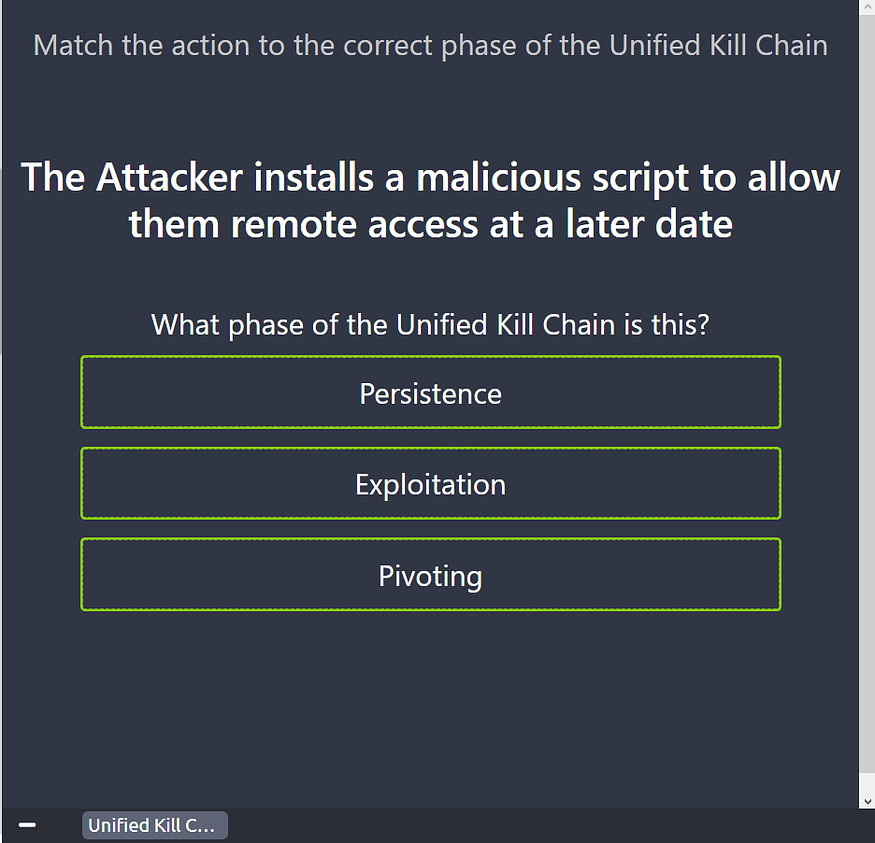 Match the action to the correct phase of the Unified Kill Chain
The Attacker installs a malicious script to allow
them remote access at a later date
What phase of the Unified Kill Chain is this?
Persistence
Exploitation
Pivoting
Unified Kill C...